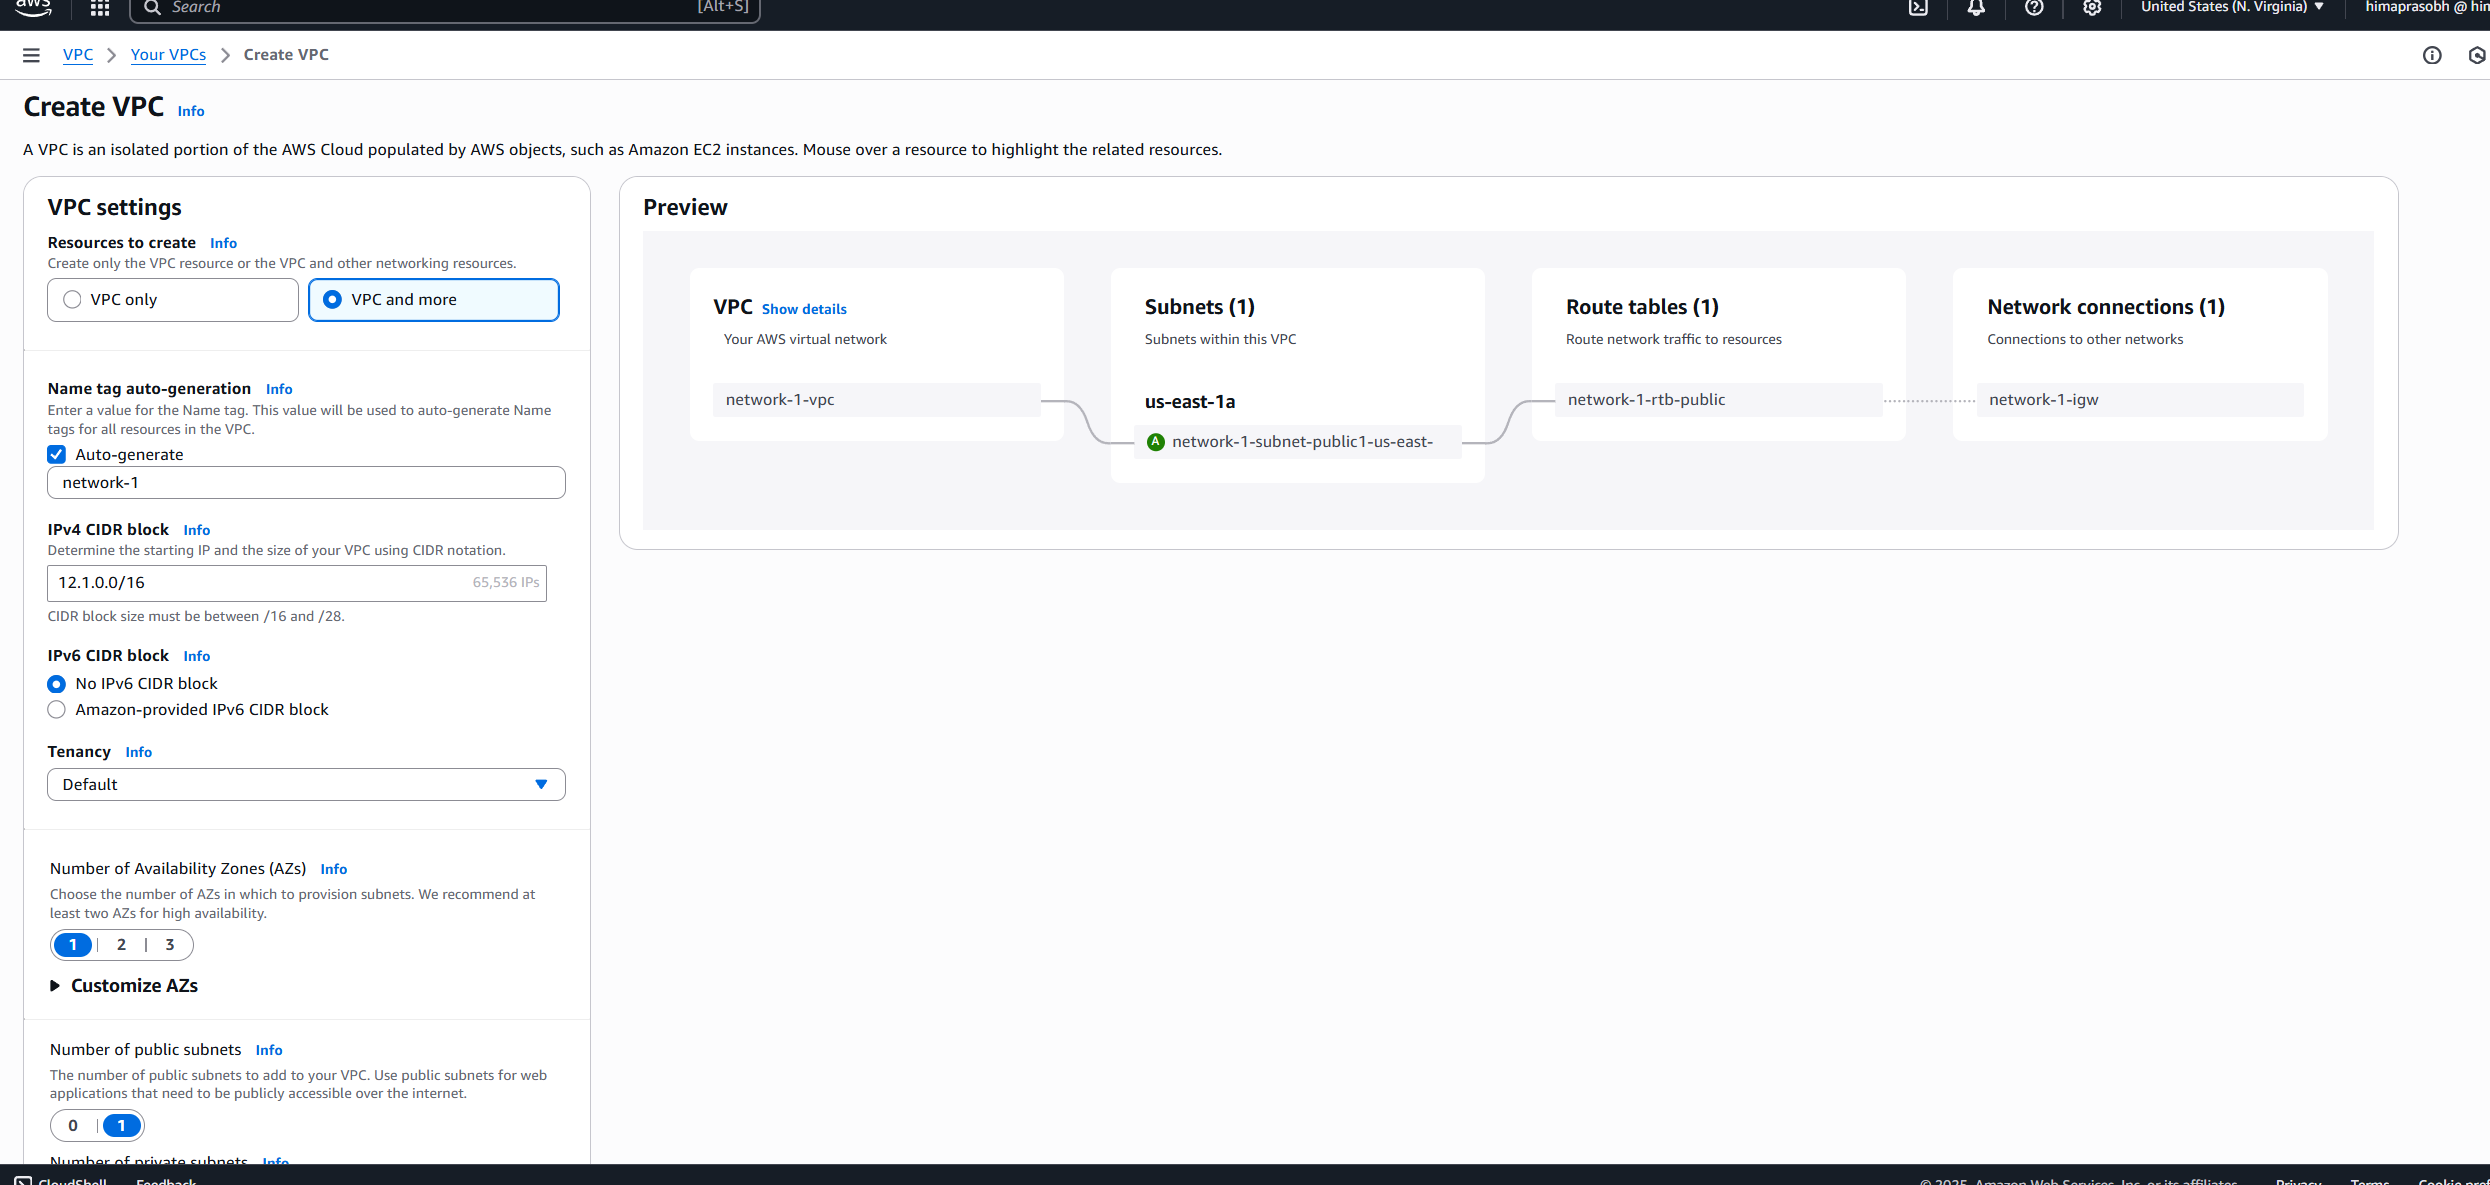 aws
Search
[Alt+S]
United States (N. Virginia)
himaprasobh @ hin
VPC
Your VPCs
Create VPC
Create VPC Info
A VPC is an isolated portion of the AWS Cloud populated by AWS objects, such as Amazon EC2 instances. Mouse over a resource to highlight the related resources.
VPC settings
Resources to create Info
Create only the VPC resource or the VPC and other networking resources.
VPC only
VPC and more
Name tag auto-generation Info
Enter a value for the Name tag. This value will be used to auto-generate Name
tags for all resources in the VPC.
Auto-generate
network-1
IPv4 CIDR block Info
Determine the starting IP and the size of your VPC using CIDR notation.
12.1.0.0/16
65,536 IPs
CIDR block size must be between /16 and /28.
IPv6 CIDR block Info
No IPv6 CIDR block
Amazon-provided IPv6 CIDR block
Tenancy Info
Default
Number of Availability Zones (AZs) Info
Choose the number of AZs in which to provision subnets. We recommend at
least two AZs for high availability.
1 | 2 | 3
Customize AZs
Number of public subnets Info
The number of public subnets to add to your VPC. Use public subnets for web
applications that need to be publicly accessible over the internet.
0 | 1
Number of private subnets Info
Preview
VPC Show details
Your AWS virtual network
network-1-vpc
Subnets (1)
Subnets within this VPC
us-east-1a
A network-1-subnet-public1-us-east-
Route tables (1)
Route network traffic to resources
network-1-rtb-public
Network connections (1)
Connections to other networks
network-1-igw
CloudShell
Feedback
© 2025, Amazon Web Services, Inc. or its affiliates.
Privacy
Terms
Cookie pref